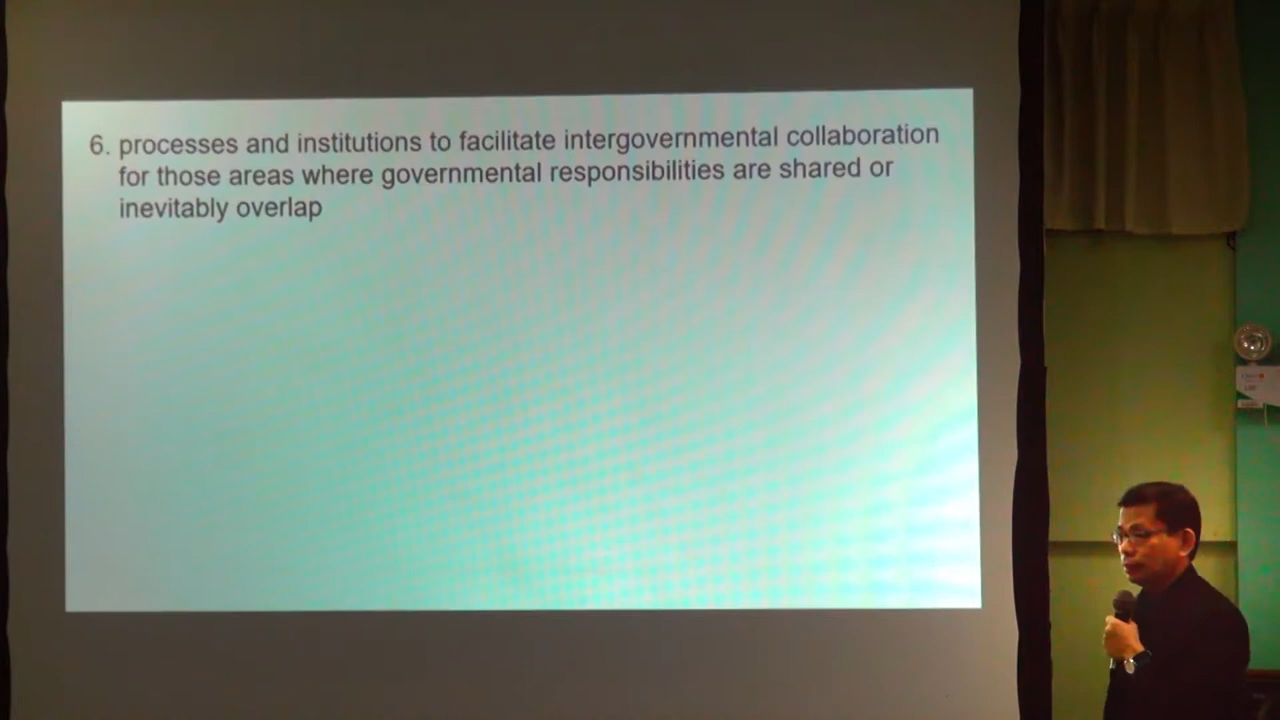 6. processes and institutions to facilitate intergovernmental collaboration
for those areas where governmental responsibilities are shared or
inevitably overlap